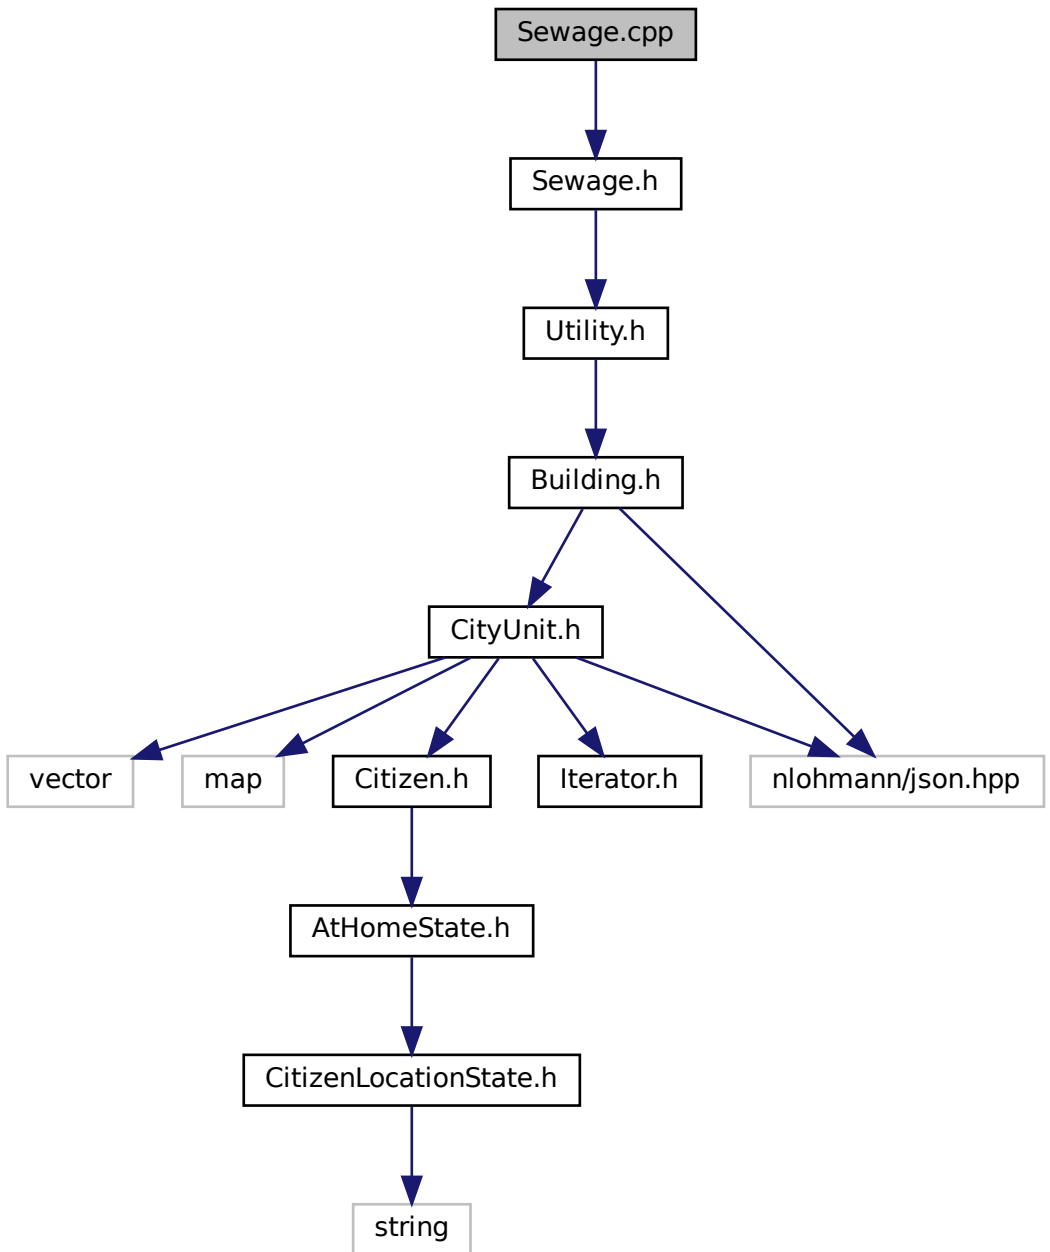 Sewage.cpp
Sewage.h
Utility.h
Building.h
CityUnit.h
vector
map
Citizen.h
Iterator.h
nlohmann/json.hpp
AtHomeState.h
CitizenLocationState.h
string